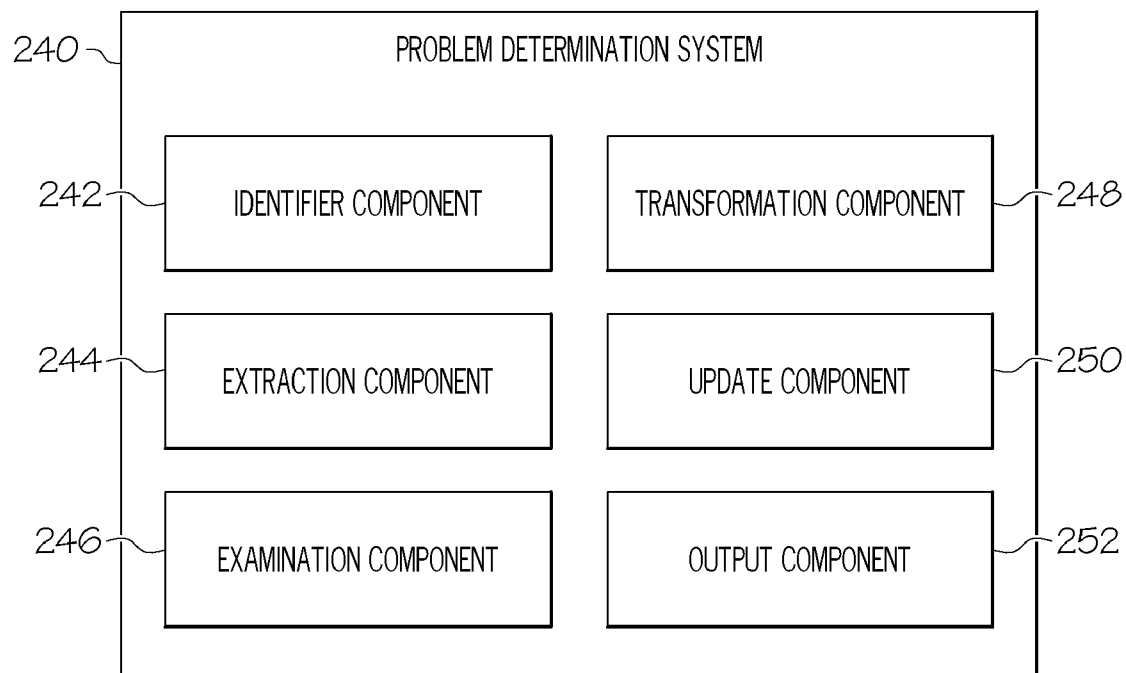 240
PROBLEM DETERMINATION SYSTEM
242
IDENTIFIER COMPONENT
TRANSFORMATION COMPONENT
248
244
EXTRACTION COMPONENT
UPDATE COMPONENT
250
246
EXAMINATION COMPONENT
OUTPUT COMPONENT
252